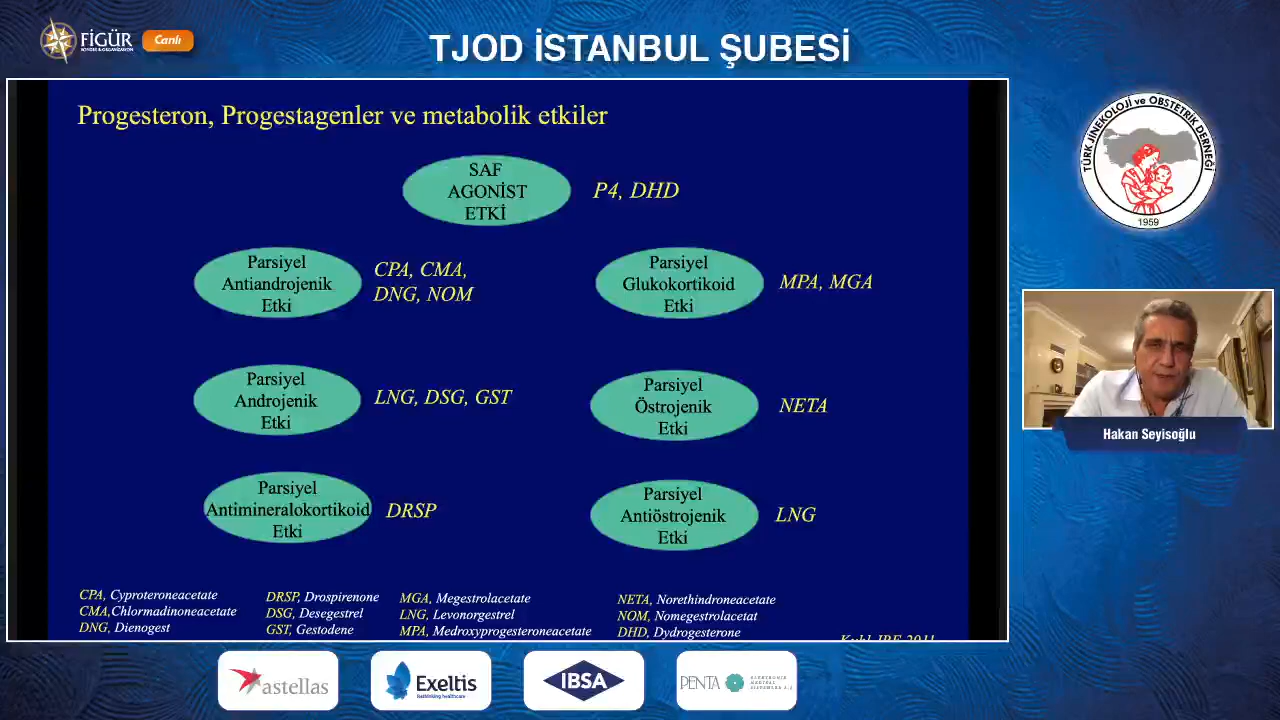 FİGÜR
Canlı
TJOD İSTANBUL ŞUBESİ
Progesteron, Progestagenler ve metabolik etkiler
SAF
AGONİST
ETKİ
P4, DHD
Parsiyel
Antiandrojenik
Etki
CPA, CMA,
DNG, NOM
Parsiyel
Glukokortikoid
Etki
MPA, MGA
Parsiyel
Androjenik
Etki
LNG, DSG, GST
Parsiyel
Östrojenik
Etki
NETA
Parsiyel
Antimineralokortikoid
Etki
DRSP
Parsiyel
Antiöstrojenik
Etki
LNG
CPA, Cyproteroneacetate
CMA,Chlormadinoneacetate
DNG, Dienogest
DRSP, Drospirenone
DSG, Desegestrel
GST, Gestodene
MGA, Megestrolacetate
LNG, Levonorgestrel
MPA, Medroxyprogesteroneacetate
NETA, Norethindroneacetate
NOM, Nomegestrolacetat
DHD, Dydrogesterone
TÜRK JİNEKOLOJİ ve OBSTETRİK DERNEĞİ
1959
Hakan Seyisoğlu
astellas
Exeltis
Rethinking healthcare
IBSA
PENTA